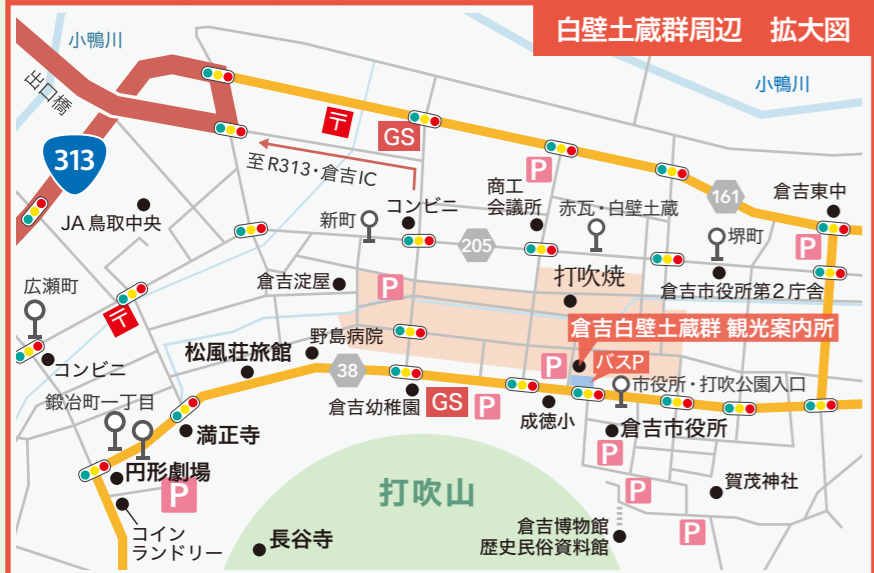 白壁土蔵群周辺　拡大図
小鴨川
小鴨川
出口橋
313
〒
GS
至R313・倉吉IC
P
161
倉吉東中
P
JA鳥取中央
新町
コンビニ
205
商工
会議所
赤瓦・白壁土蔵
堺町
倉吉市役所第2庁舎
広瀬町
〒
倉吉淀屋
P
打吹焼
倉吉白壁土蔵群 観光案内所
コンビニ
松風荘旅館
野島病院
38
P
バスP
市役所・打吹公園入口
鍛冶町一丁目
倉吉幼稚園
GS
P
成徳小
倉吉市役所
満正寺
円形劇場
P
打吹山
P
賀茂神社
P
コイン
ランドリー
長谷寺
倉吉博物館
歴史民俗資料館
P